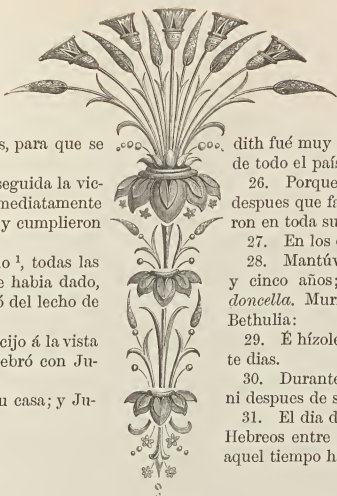 s, para que se
seguida la vic-
mediatamente
y cumplieron
o ¹, todas las
e habia dado,
ó del lecho de
cijo á la vista
ebró con Ju-
u casa; y Ju-
dith fué muy
de todo el país
26. Porque
despues que fa
ron en toda su
27. En los
28. Mantúv
y cinco años;
doncella. Mur
Bethulia:
29. É hízole
te dias.
30. Durante
ni despues de s
31. El dia d
Hebreos entre
aquel tiempo h